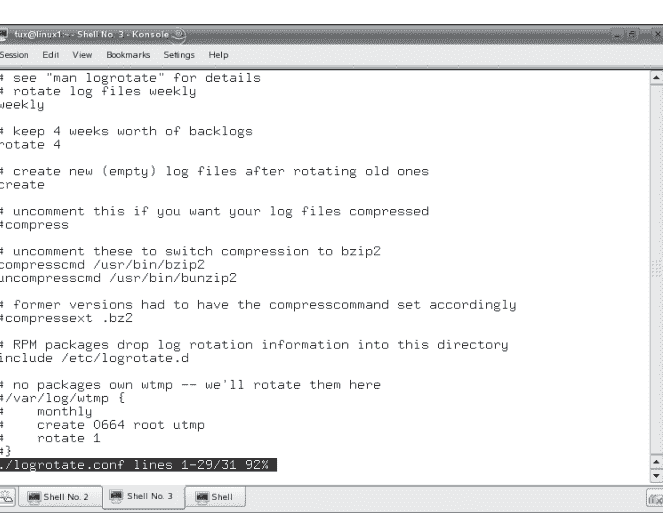 tux@linux1:~ - Shell No. 3 - Konsole
Session Edit View Bookmarks Settings Help
# see "man logrotate" for details
# rotate log files weekly
weekly
# keep 4 weeks worth of backlogs
rotate 4
# create new (empty) log files after rotating old ones
create
# uncomment this if you want your log files compressed
#compress
# uncomment these to switch compression to bzip2
compresscmd /usr/bin/bzip2
uncompresscmd /usr/bin/bunzip2
# former versions had to have the compresscommand set accordingly
#compressext .bz2
# RPM packages drop log rotation information into this directory
include /etc/logrotate.d
# no packages own wtmp -- we'll rotate them here
#/var/log/wtmp {
# monthly
# create 0664 root utmp
# rotate 1
#}
./logrotate.conf lines 1-29/31 92%
Shell No. 2 Shell No. 3 Shell